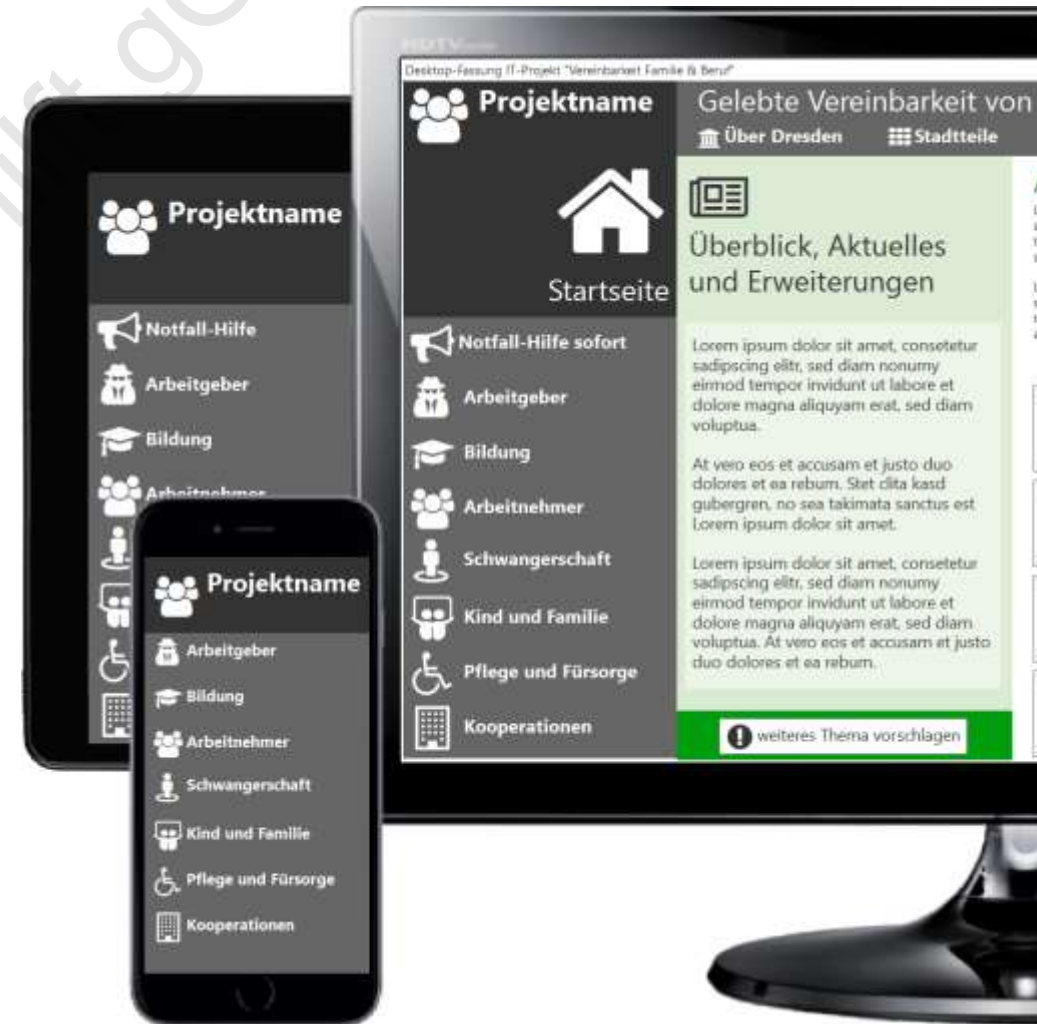 HDTV
Desktop-Fassung IT-Projekt "Vereinbarkeit Familie & Beruf"
Projektname
Gelebte Vereinbarkeit von
Über Dresden
Stadtteile
Startseite
Notfall-Hilfe sofort
Arbeitgeber
Bildung
Arbeitnehmer
Schwangerschaft
Kind und Familie
Pflege und Fürsorge
Kooperationen
Überblick, Aktuelles
und Erweiterungen
Lorem ipsum dolor sit amet, consetetur
sadipscing elitr, sed diam nonumy
eirmod tempor invidunt ut labore et
dolore magna aliquyam erat, sed diam
voluptua.
At vero eos et accusam et justo duo
dolores et ea rebum. Stet clita kasd
gubergren, no sea takimata sanctus est
Lorem ipsum dolor sit amet.
Lorem ipsum dolor sit amet, consetetur
sadipscing elitr, sed diam nonumy
eirmod tempor invidunt ut labore et
dolore magna aliquyam erat, sed diam
voluptua. At vero eos et accusam et justo
duo dolores et ea rebum.
weiteres Thema vorschlagen
Projektname
Notfall-Hilfe
Arbeitgeber
Bildung
Arbeitnehmer
Projektname
Arbeitgeber
Bildung
Arbeitnehmer
Schwangerschaft
Kind und Familie
Pflege und Fürsorge
Kooperationen